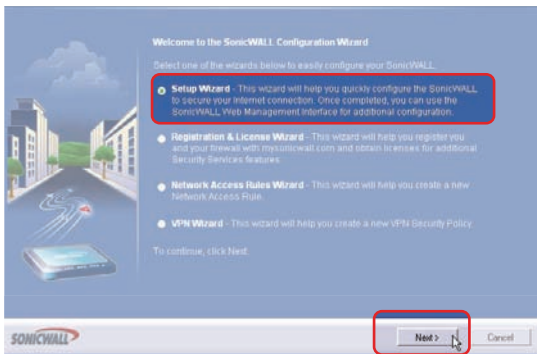 Welcome to the SonicWALL Configuration Wizard
Select one of the wizards below to easily configure your SonicWALL.
Setup Wizard - This wizard will help you quickly configure the SonicWALL
to secure your Internet connection. Once completed, you can use the
SonicWALL Web Management Interface for additional configuration.
Registration & License Wizard - This wizard will help you register you
and your firewall with mysonicwall.com and obtain licenses for additional
Security Services features.
Network Access Rules Wizard - This wizard will help you create a new
Network Access Rule.
VPN Wizard - This wizard will help you create a new VPN Security Policy.
To continue, click Next.
SONICWALL
Next >
Cancel